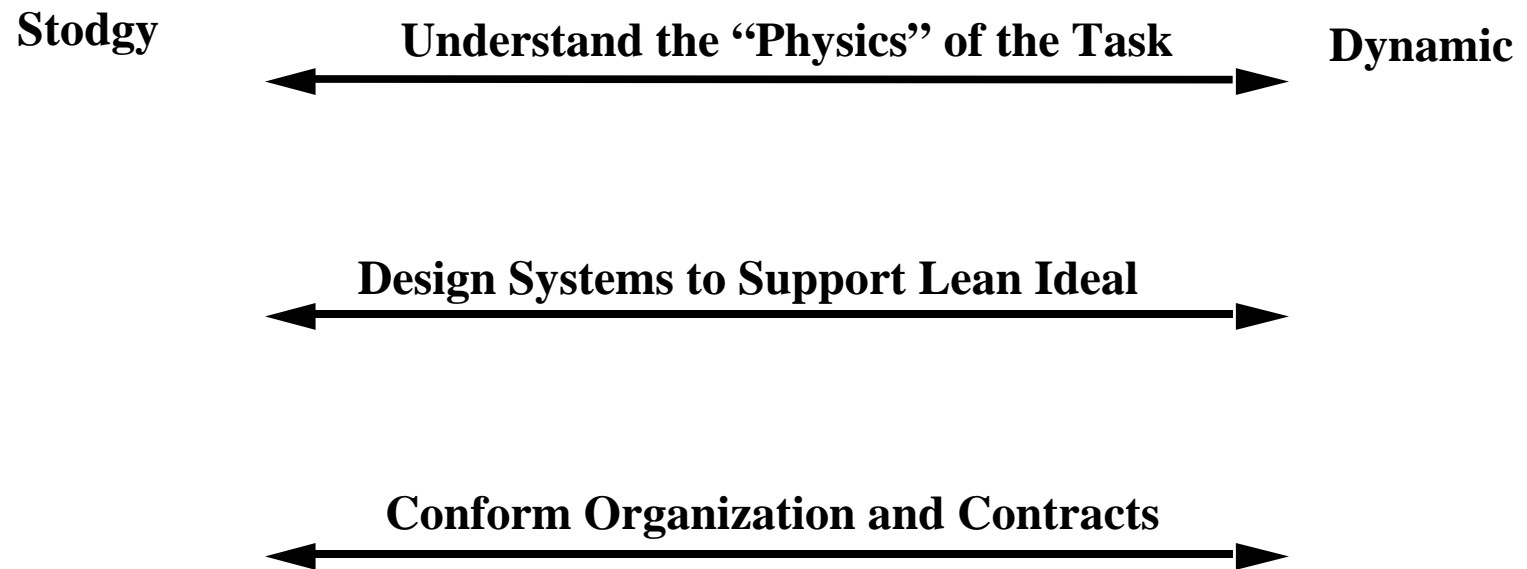 Stodgy
Understand the “Physics” of the Task
Dynamic
Design Systems to Support Lean Ideal
Conform Organization and Contracts